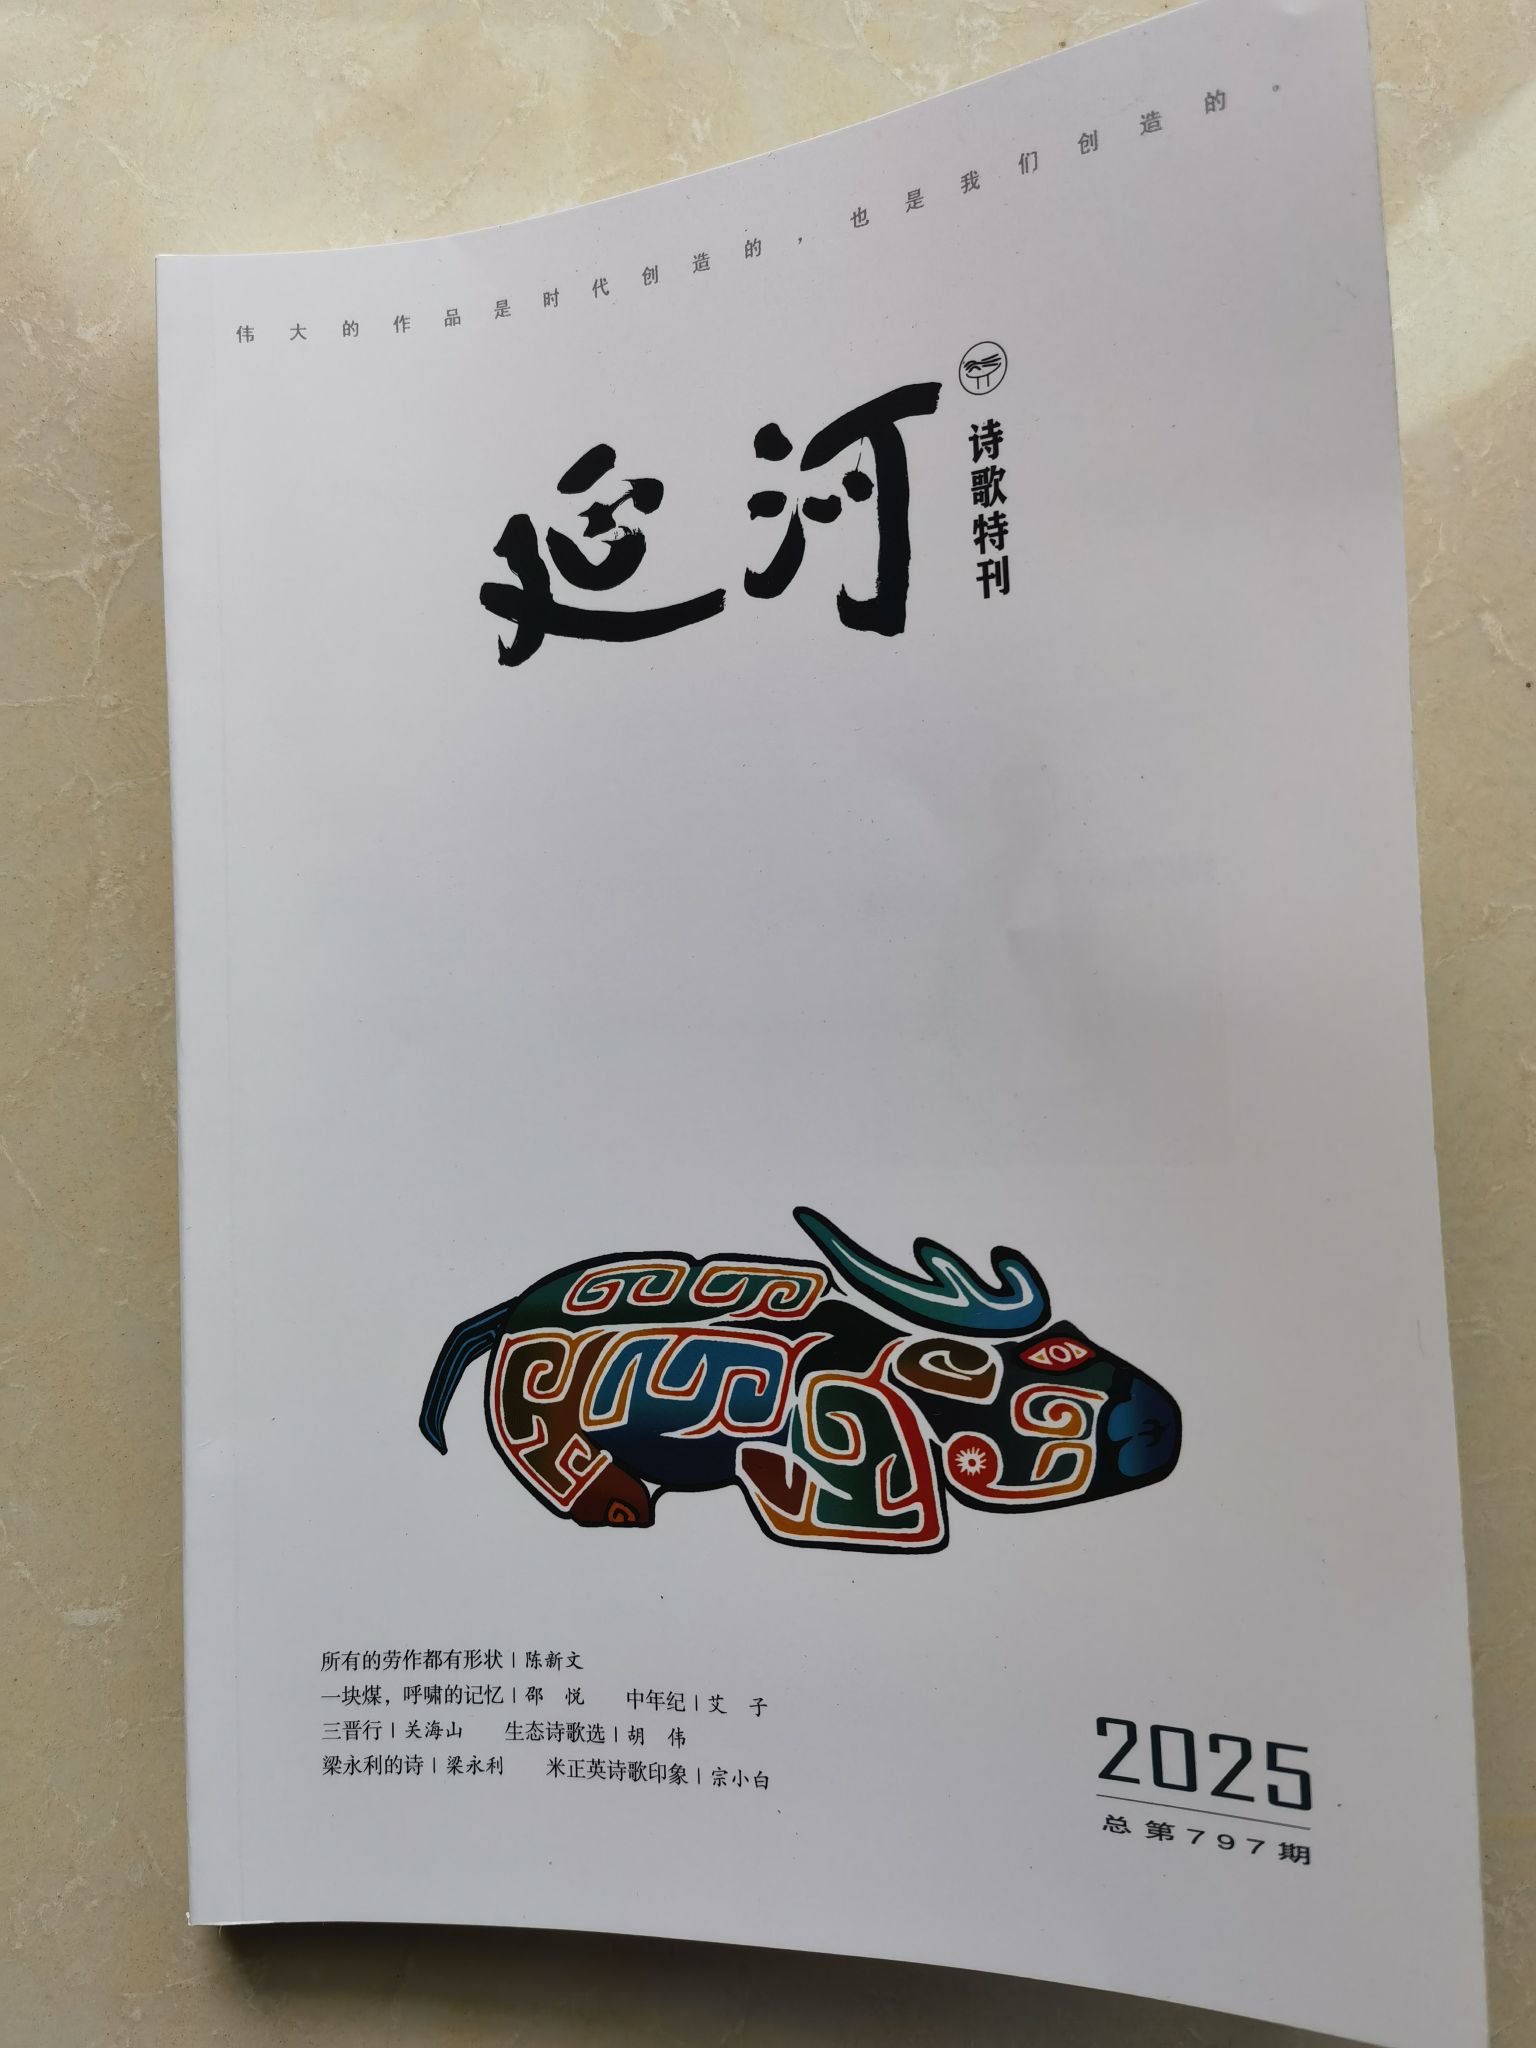 伟大的作品是时代创造的，也是我们创造的。
延河
诗歌特刊
所有的劳作都有形状 | 陈新文
一块煤，呼啸的记忆 | 邵 悦 中年纪 | 艾 子
三晋行 | 关海山 生态诗歌选 | 胡 伟
梁永利的诗 | 梁永利 米正英诗歌印象 | 宗小白
2025
总第797期